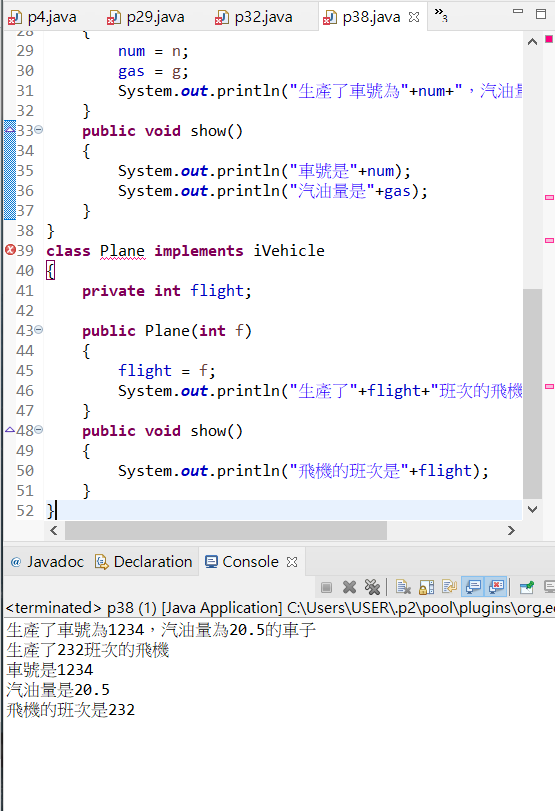 p4.java p29.java p32.java p38.java »3
28 {
29 num = n;
30 gas = g;
31 System.out.println("生產了車號為"+num+"，汽油
32 }
33 public void show()
34 {
35 System.out.println("車號是"+num);
36 System.out.println("汽油量是"+gas);
37 }
38 }
39 class Plane implements iVehicle
40 {
41 private int flight;
42
43 public Plane(int f)
44 {
45 flight = f;
46 System.out.println("生產了"+flight+"班次的飛機
47 }
48 public void show()
49 {
50 System.out.println("飛機的班次是"+flight);
51 }
52 }
@ Javadoc Declaration Console
<terminated> p38 (1) [Java Application] C:\Users\USER\.p2\pool\plugins\org.ec
生產了車號為1234，汽油量為20.5的車子
生產了232班次的飛機
車號是1234
汽油量是20.5
飛機的班次是232